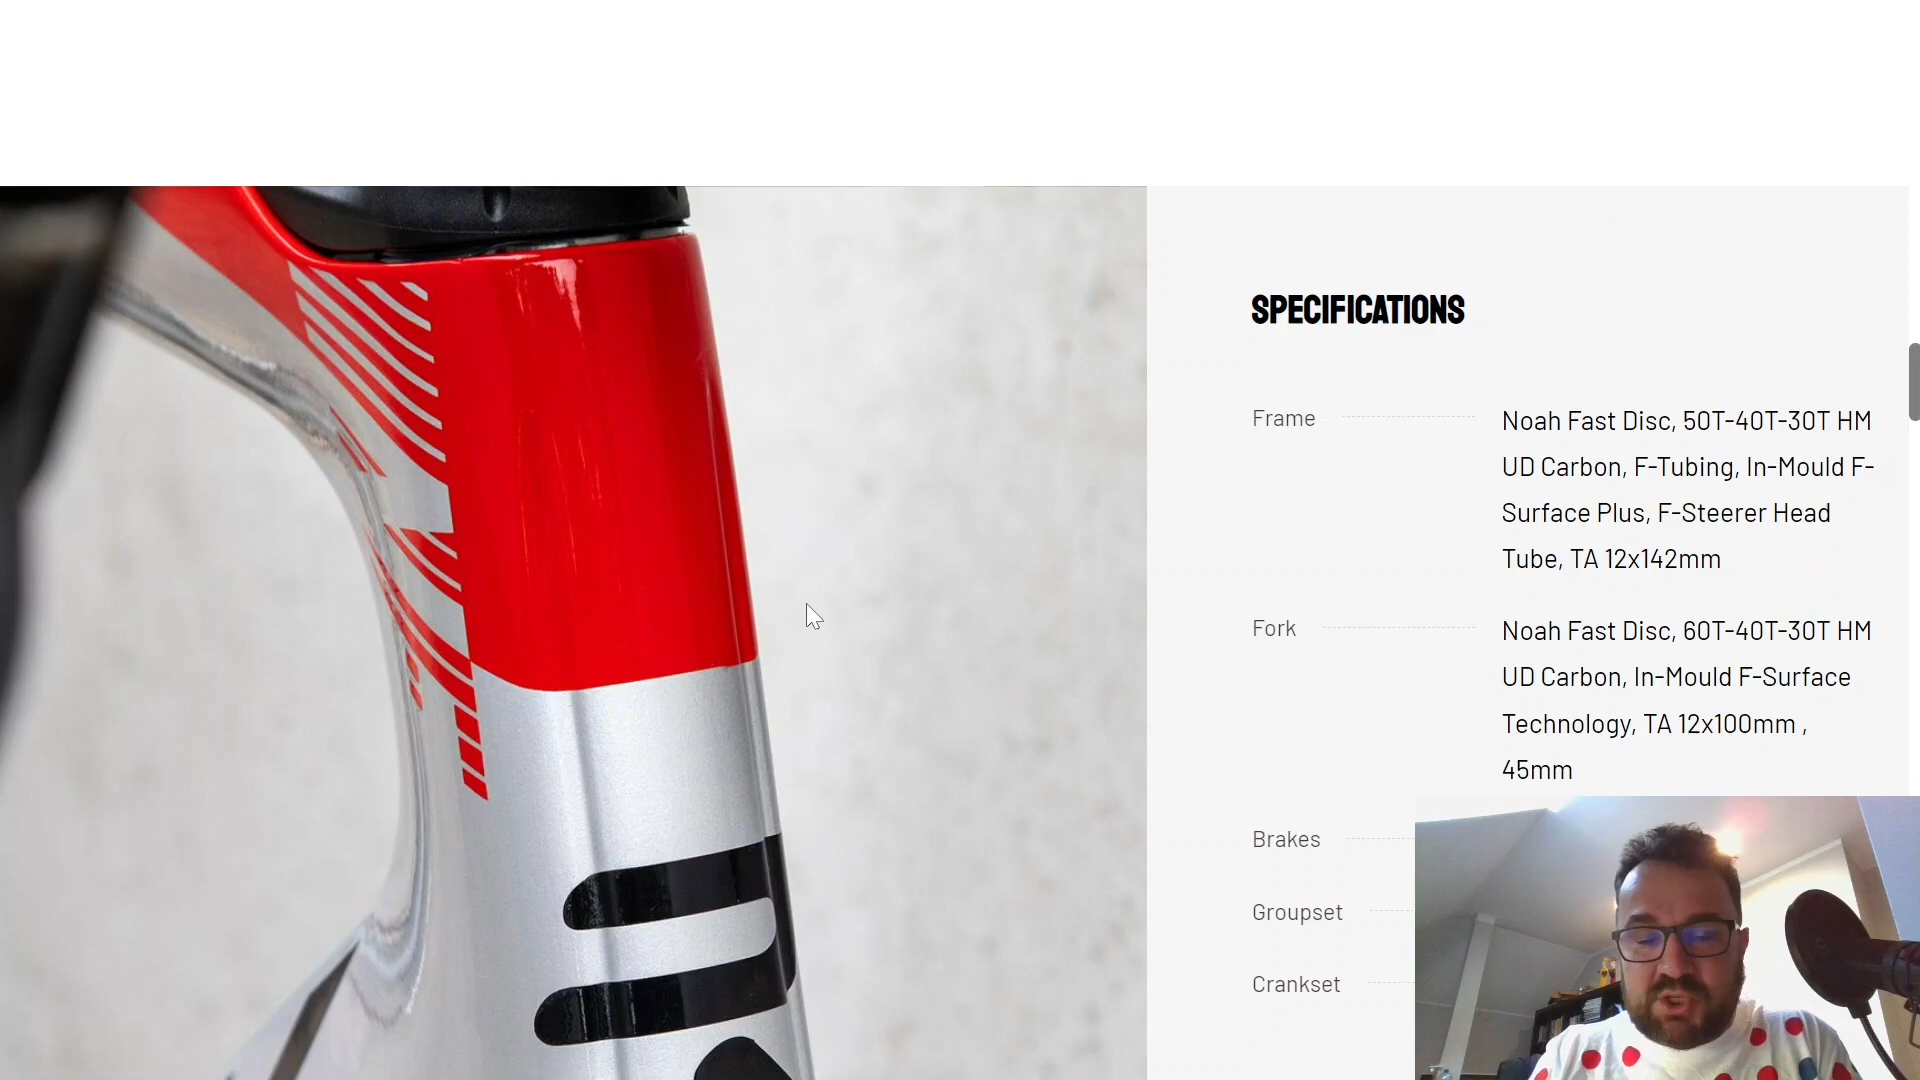 SPECIFICATIONS
Frame
Noah Fast Disc, 50T-40T-30T HM
UD Carbon, F-Tubing, In-Mould F-
Surface Plus, F-Steerer Head
Tube, TA 12x142mm
Fork
Noah Fast Disc, 60T-40T-30T HM
UD Carbon, In-Mould F-Surface
Technology, TA 12x100mm ,
45mm
Brakes
Groupset
Crankset